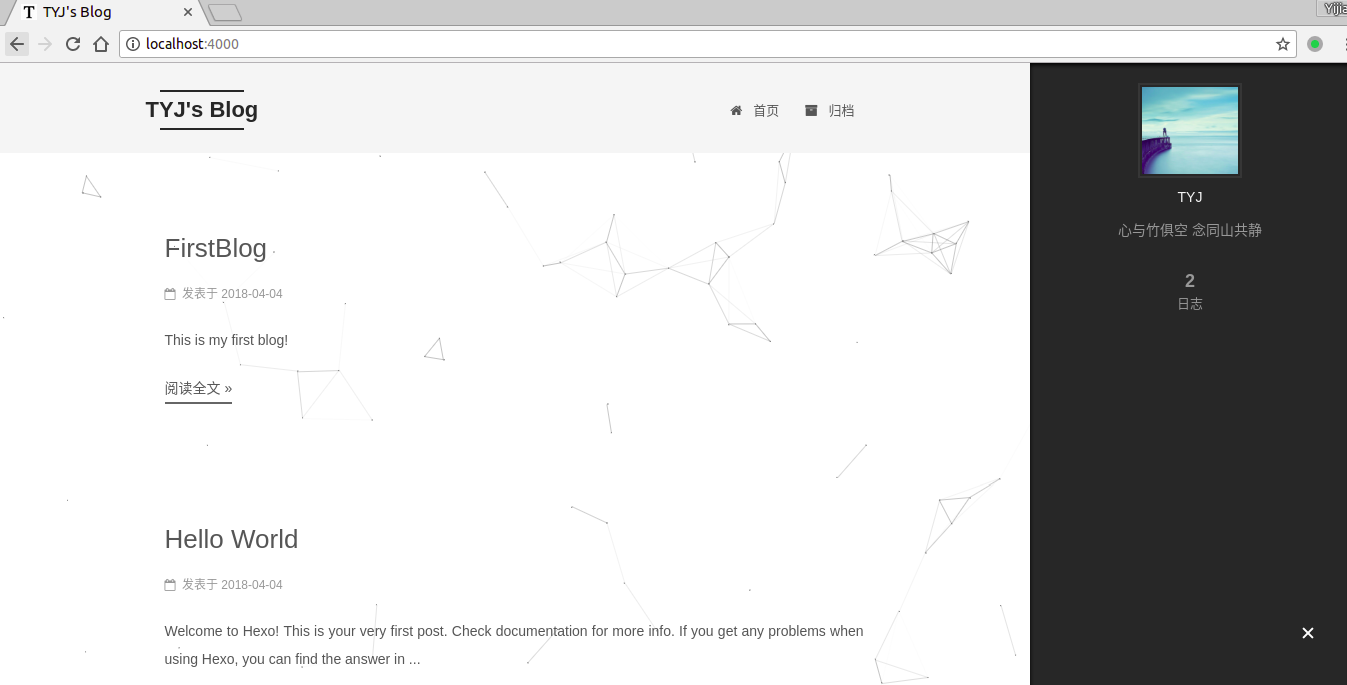 T TYJ's Blog
Yijia
localhost:4000
TYJ's Blog
首页
归档
FirstBlog
发表于 2018-04-04
This is my first blog!
阅读全文 »
Hello World
发表于 2018-04-04
Welcome to Hexo! This is your very first post. Check documentation for more info. If you get any problems when
using Hexo, you can find the answer in ...
TYJ
心与竹俱空 念同山共静
2
日志